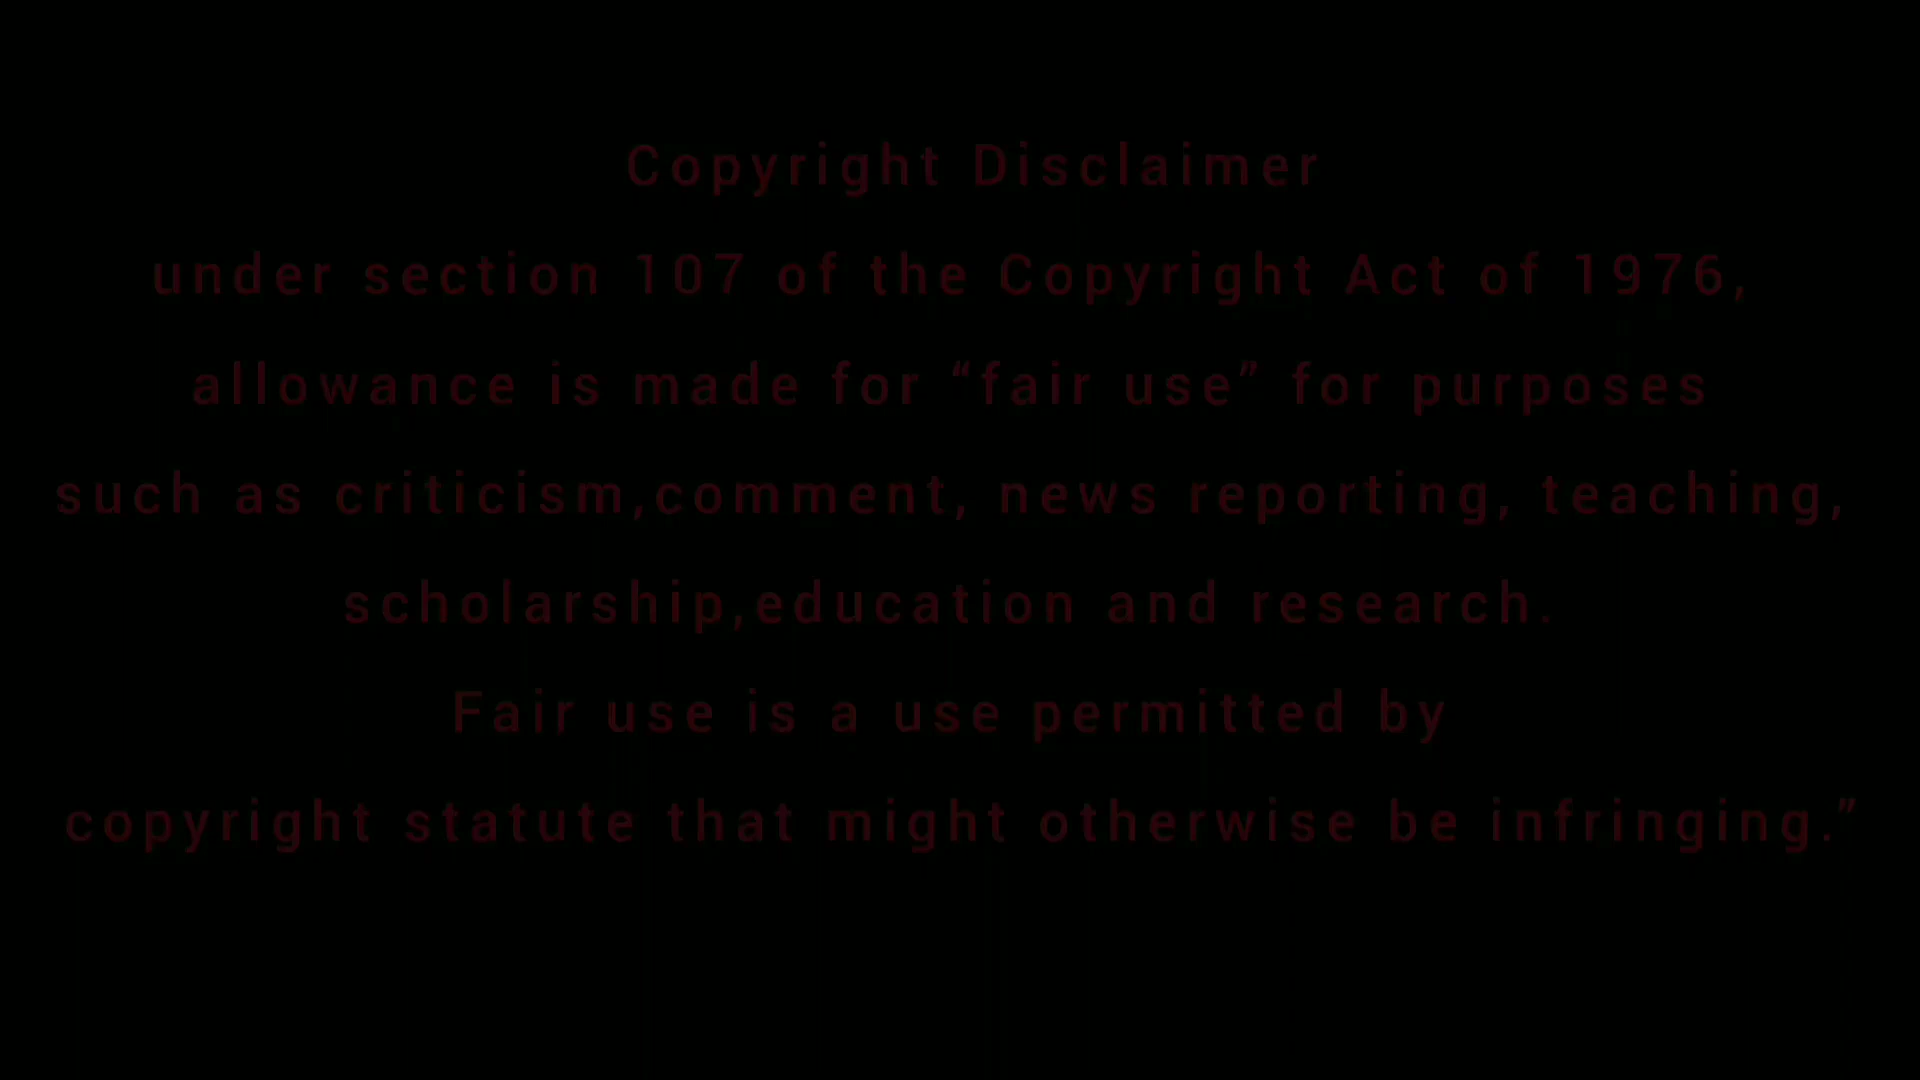 Copyright Disclaimer
under section 107 of the Copyright Act of 1976,
allowance is made for “fair use” for purposes
such as criticism,comment, news reporting, teaching,
scholarship,education and research.
Fair use is a use permitted by
copyright statute that might otherwise be infringing.”